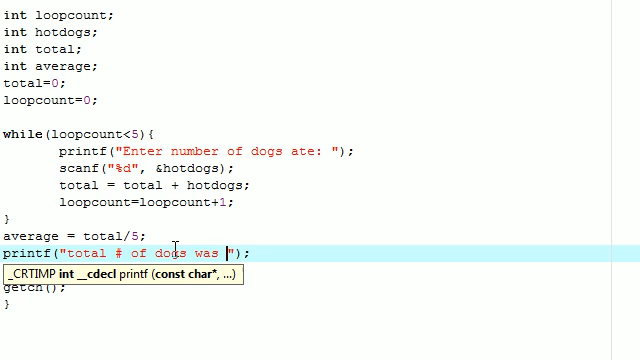 int loopcount;
int hotdogs;
int total;
int average;
total=0;
loopcount=0;
while(loopcount<5){
printf("Enter number of dogs ate: ");
scanf("%d", &hotdogs);
total = total + hotdogs;
loopcount=loopcount+1;
}
average = total/5;
printf("total # of dogs was ");
_CRTIMP int __cdecl printf (const char*, ...)
getch();
}